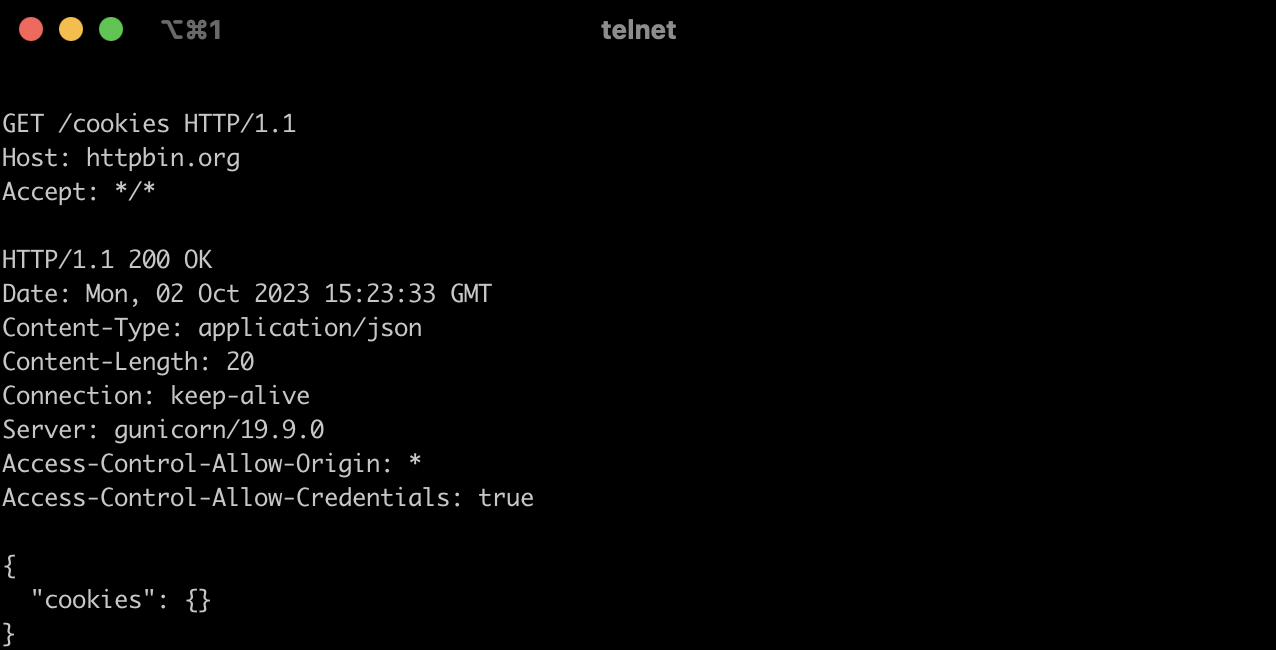 ⌥⌘1 telnet
GET /cookies HTTP/1.1
Host: httpbin.org
Accept: */*
HTTP/1.1 200 OK
Date: Mon, 02 Oct 2023 15:23:33 GMT
Content-Type: application/json
Content-Length: 20
Connection: keep-alive
Server: gunicorn/19.9.0
Access-Control-Allow-Origin: *
Access-Control-Allow-Credentials: true
{
  "cookies": {}
}